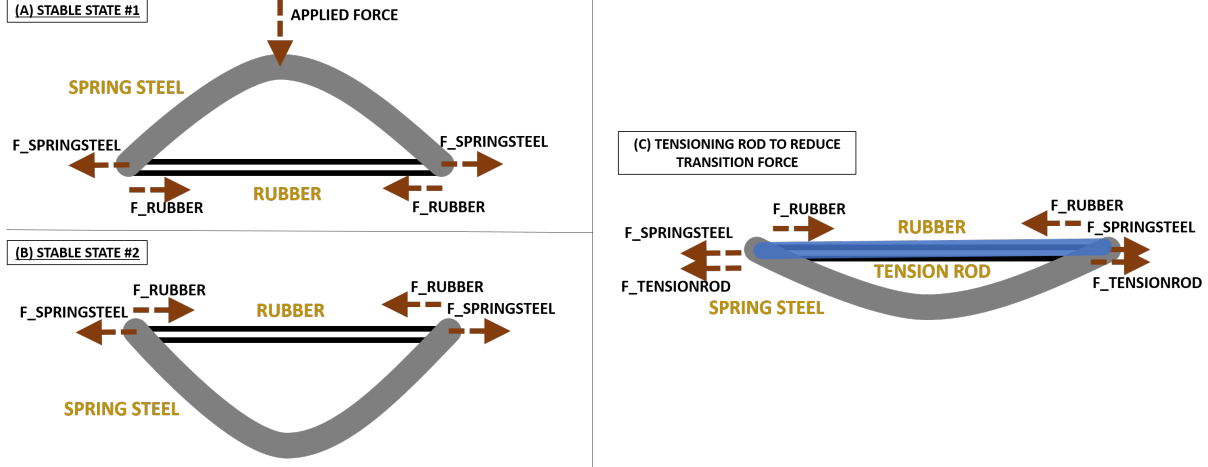 (A) STABLE STATE #1
APPLIED FORCE
SPRING STEEL
F_SPRINGSTEEL
F_SPRINGSTEEL
F_RUBBER
RUBBER
F_RUBBER
(B) STABLE STATE #2
F_RUBBER
F_RUBBER
F_SPRINGSTEEL
RUBBER
F_SPRINGSTEEL
SPRING STEEL
(C) TENSIONING ROD TO REDUCE
TRANSITION FORCE
F_RUBBER
F_RUBBER
F_SPRINGSTEEL
RUBBER
F_SPRINGSTEEL
TENSION ROD
F_TENSIONROD
F_TENSIONROD
SPRING STEEL